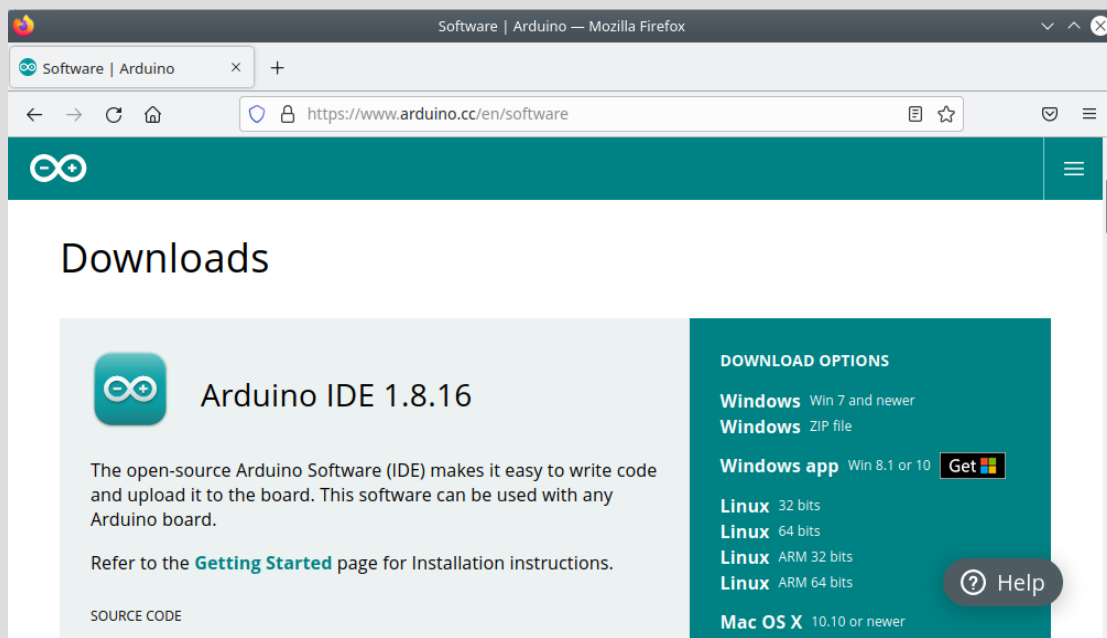 Software | Arduino — Mozilla Firefox
Software | Arduino
https://www.arduino.cc/en/software
Downloads
Arduino IDE 1.8.16
The open-source Arduino Software (IDE) makes it easy to write code
and upload it to the board. This software can be used with any
Arduino board.
Refer to the Getting Started page for Installation instructions.
SOURCE CODE
DOWNLOAD OPTIONS
Windows Win 7 and newer
Windows ZIP file
Windows app Win 8.1 or 10 Get
Linux 32 bits
Linux 64 bits
Linux ARM 32 bits
Linux ARM 64 bits
Mac OS X 10.10 or newer
Help